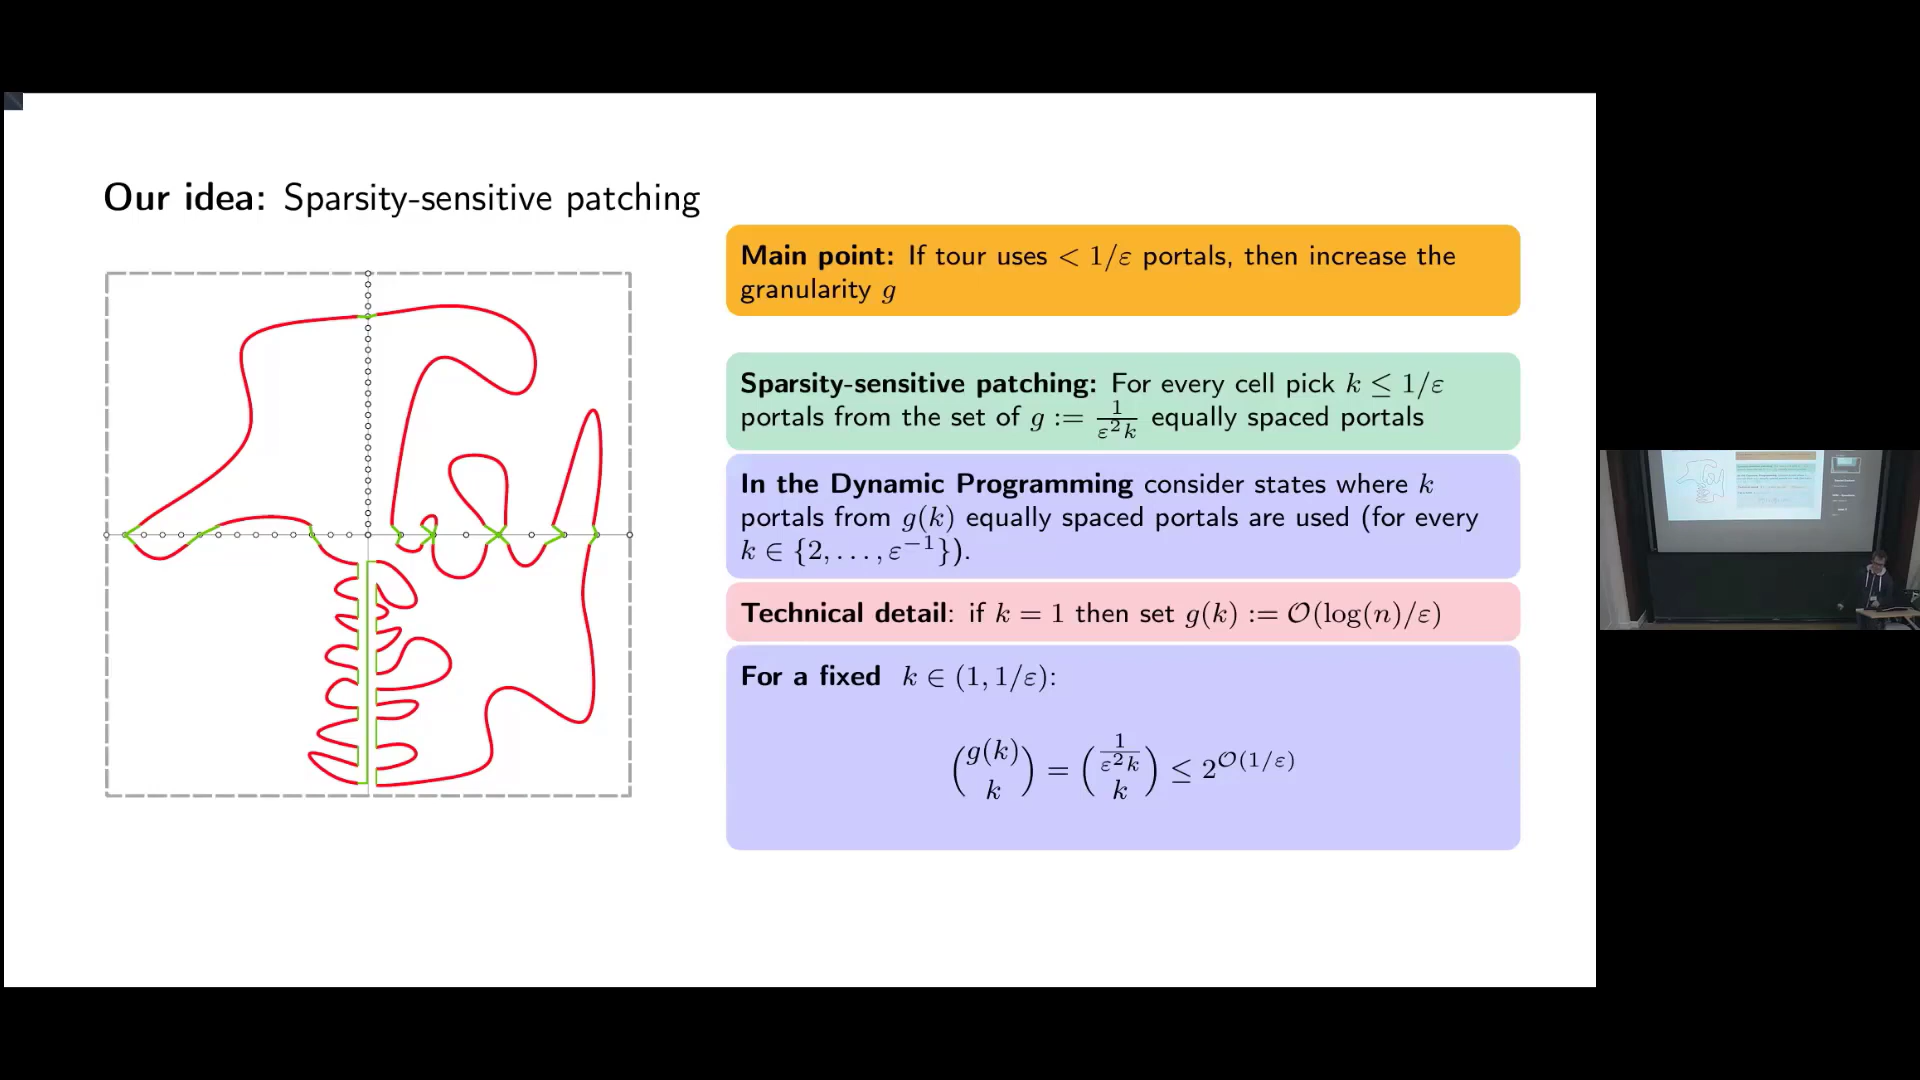 Our idea: Sparsity-sensitive patching
Main point: If tour uses < 1/ε portals, then increase the
granularity g
Sparsity-sensitive patching: For every cell pick k ≤ 1/ε
portals from the set of g := 1/(ε²k) equally spaced portals
In the Dynamic Programming consider states where k
portals from g(k) equally spaced portals are used (for every
k ∈ {2, . . . , ε⁻¹}).
Technical detail: if k = 1 then set g(k) := 𝒪(log(n)/ε)
For a fixed k ∈ (1, 1/ε):
(g(k) k) = (1/(ε²k) k) ≤ 2^𝒪(1/ε)